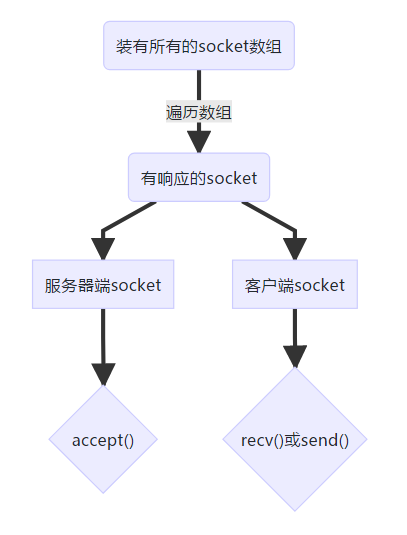 装有所有的socket数组
遍历数组
有响应的socket
服务器端socket
客户端socket
accept()
recv()或send()